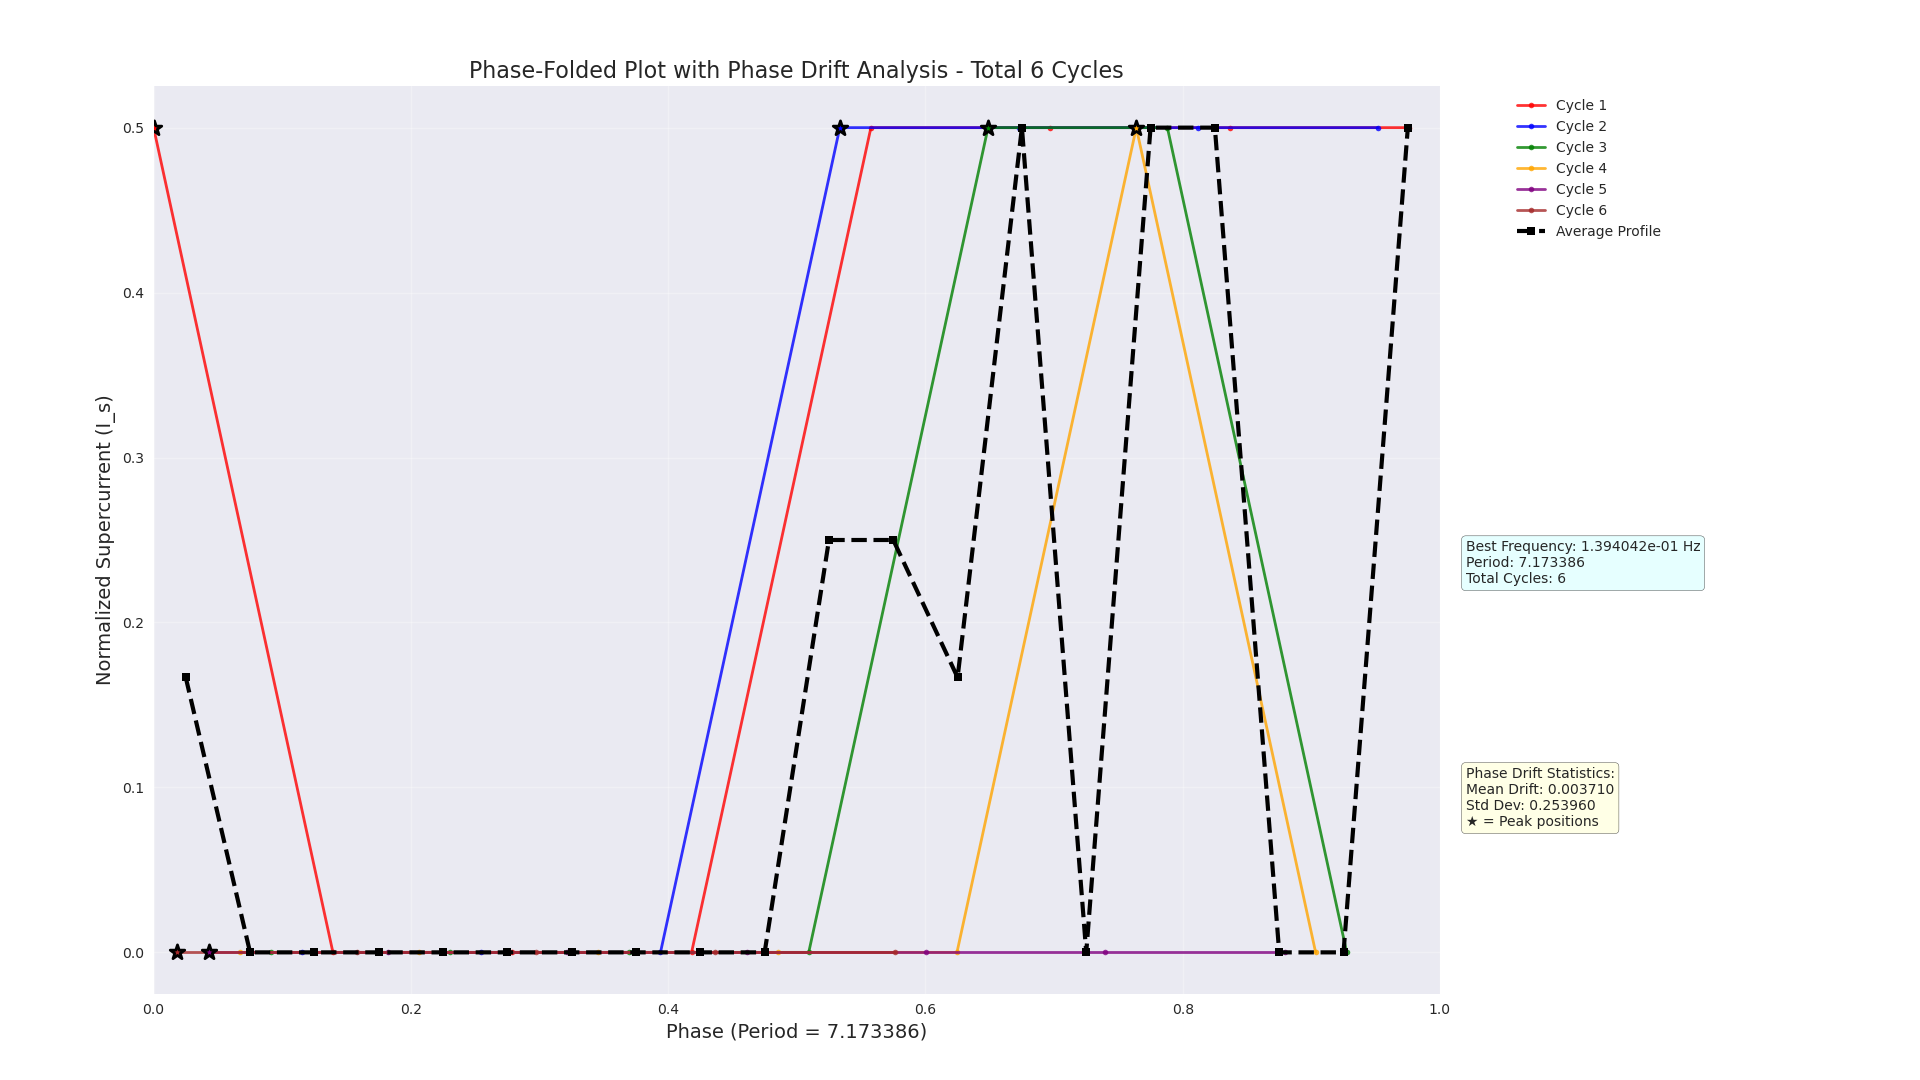 Phase-Folded Plot with Phase Drift Analysis - Total 6 Cycles
Normalized Supercurrent (I_s)
0.5
0.4
0.3
0.2
0.1
0.0
0.0 0.2 0.4 0.6 0.8 1.0
Phase (Period = 7.173386)
Cycle 1
Cycle 2
Cycle 3
Cycle 4
Cycle 5
Cycle 6
Average Profile
Best Frequency: 1.394042e-01 Hz
Period: 7.173386
Total Cycles: 6
Phase Drift Statistics:
Mean Drift: 0.003710
Std Dev: 0.253960
★ = Peak positions